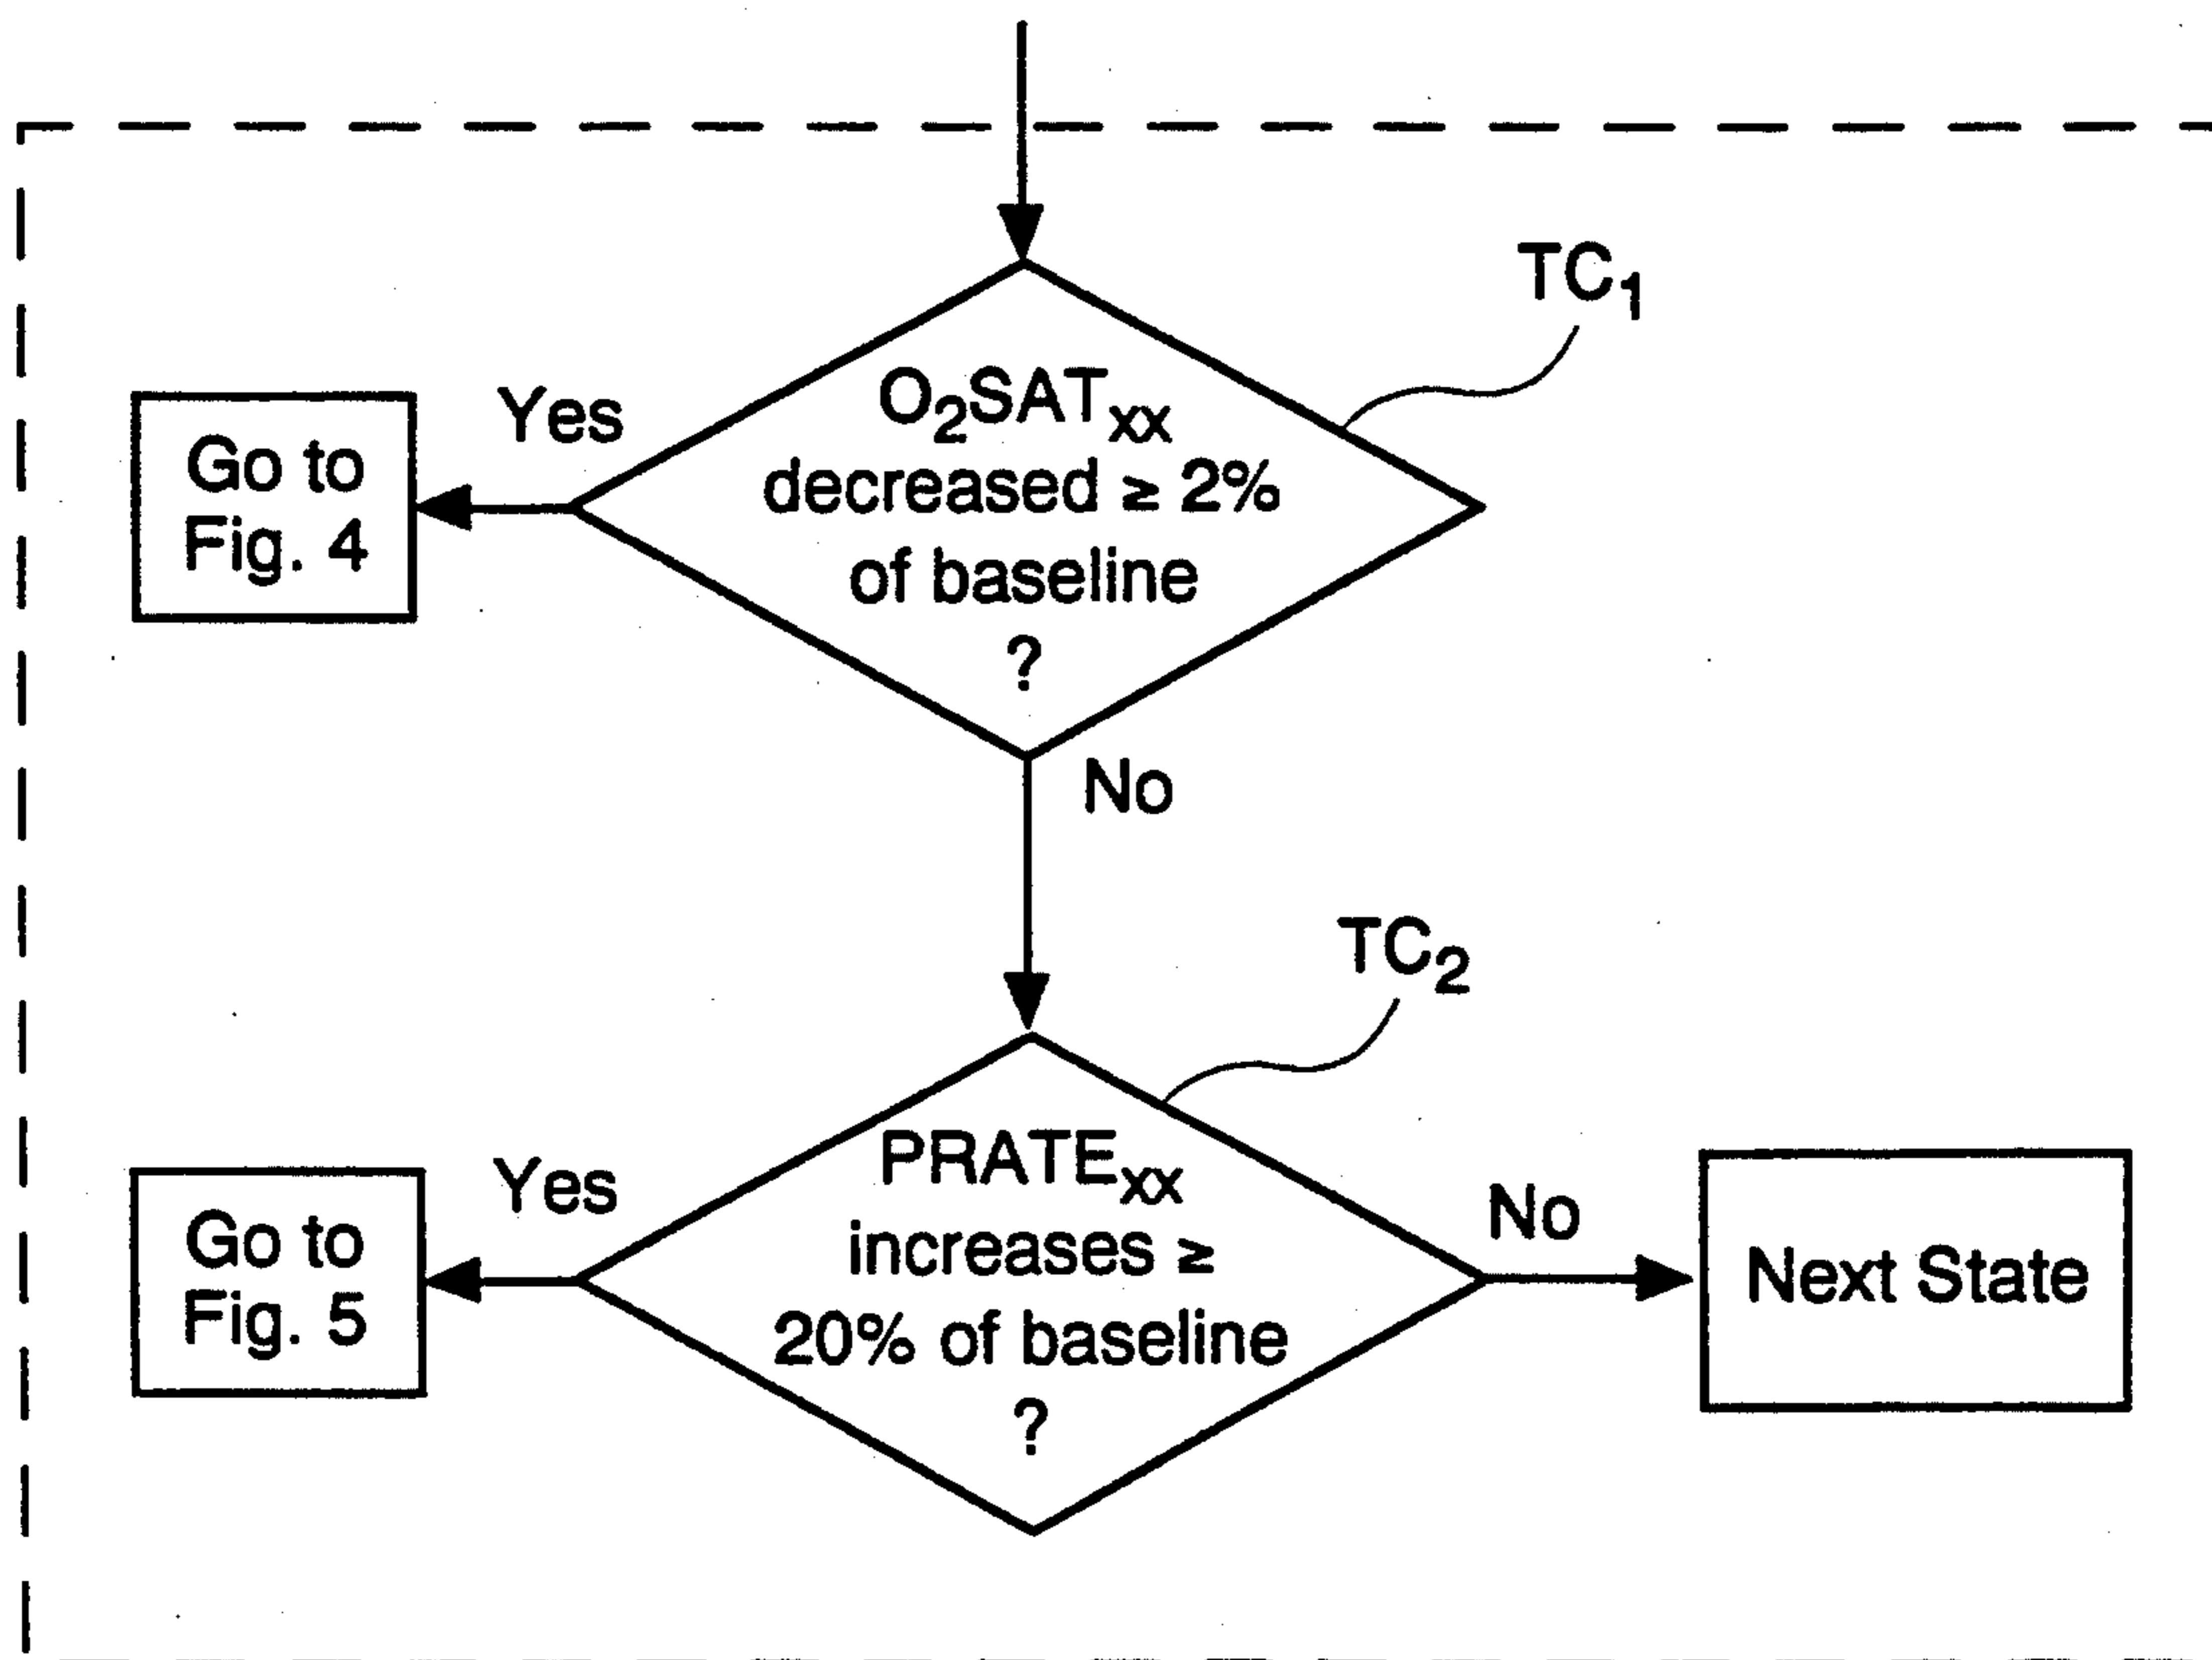 TC₁
O₂SATxx
decreased ≥ 2%
of baseline
?
Yes
Go to
Fig. 4
No
TC₂
PRATExx
increases ≥
20% of baseline
?
Yes
Go to
Fig. 5
No
Next State